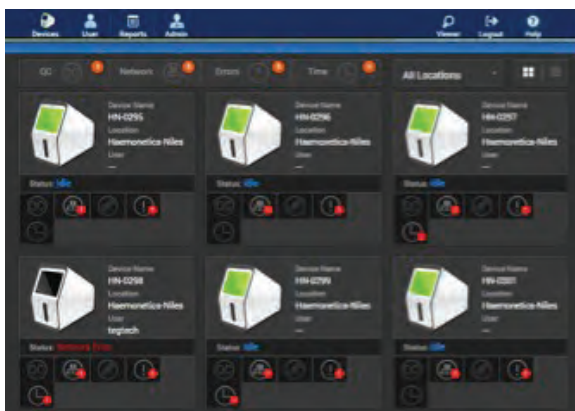 Devices User Reports Admin Viewer Logout Help
QC Network Errors Time All Locations
Device Name
HN-0295
Location
Haemonetics-Niles
User
—
Status: Idle
Device Name
HN-0296
Location
Haemonetics-Niles
User
—
Status: Idle
Device Name
HN-0297
Location
Haemonetics-Niles
User
—
Status: Idle
Device Name
HN-0298
Location
Haemonetics-Niles
User
tegtech
Status: Network Error
Device Name
HN-0299
Location
Haemonetics-Niles
User
—
Status: Idle
Device Name
HN-0301
Location
Haemonetics-Niles
User
—
Status: Idle